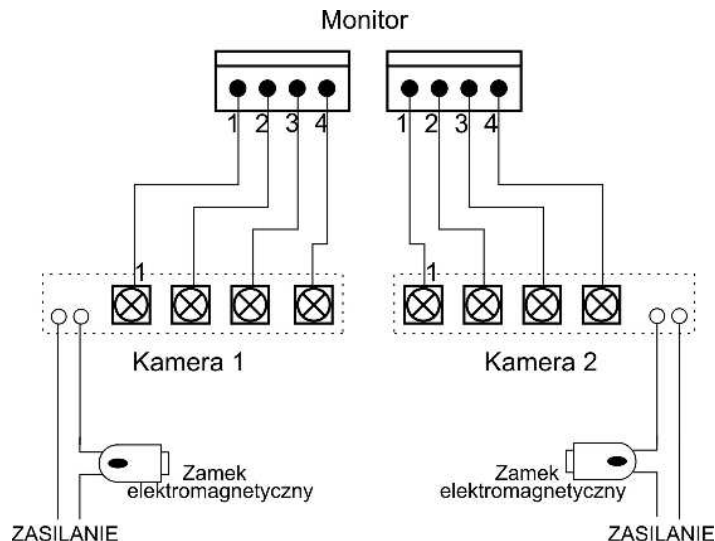 Monitor
1 2 3 4
1 2 3 4
1
1
Kamera 1
Kamera 2
Zamek
elektromagnetyczny
Zamek
elektromagnetyczny
ZASILANIE
ZASILANIE